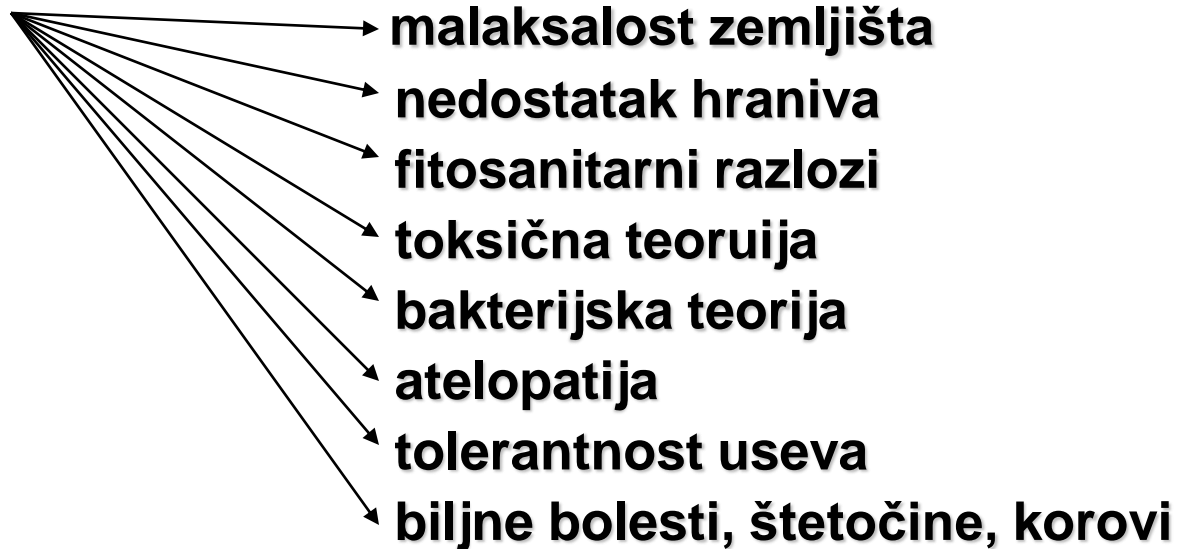 malaksalost zemljišta
nedostatak hraniva
fitosanitarni razlozi
toksična teoruija
bakterijska teorija
atelopatija
tolerantnost useva
biljne bolesti, štetočine, korovi